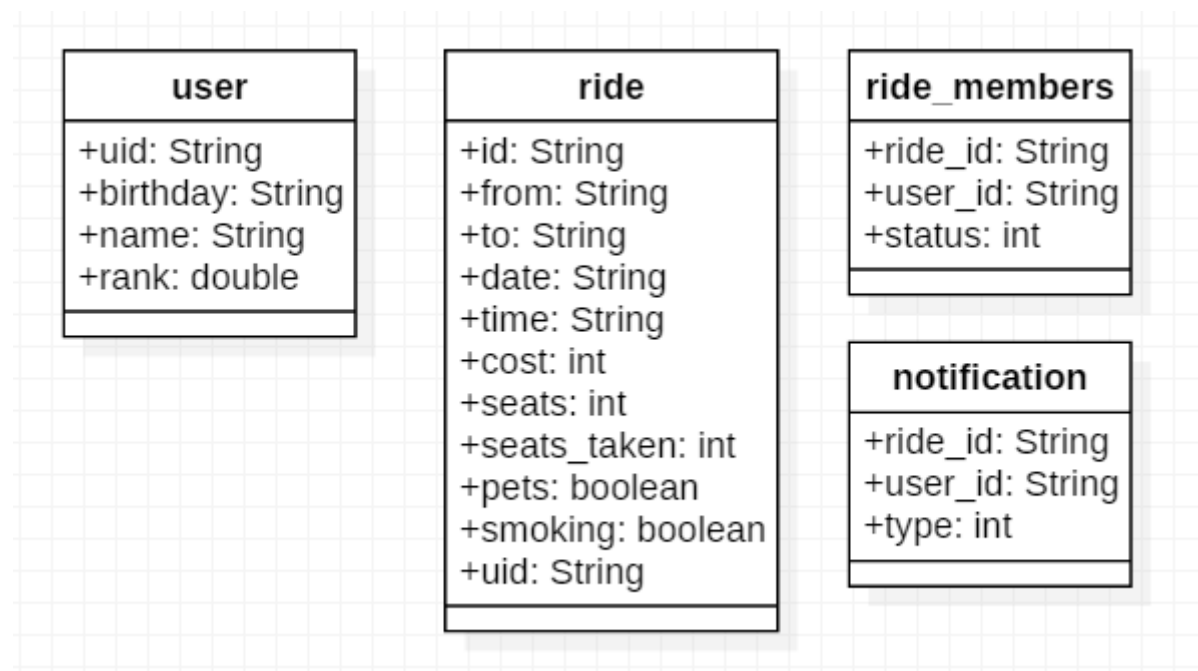 user
+uid: String
+birthday: String
+name: String
+rank: double
ride
+id: String
+from: String
+to: String
+date: String
+time: String
+cost: int
+seats: int
+seats_taken: int
+pets: boolean
+smoking: boolean
+uid: String
ride_members
+ride_id: String
+user_id: String
+status: int
notification
+ride_id: String
+user_id: String
+type: int